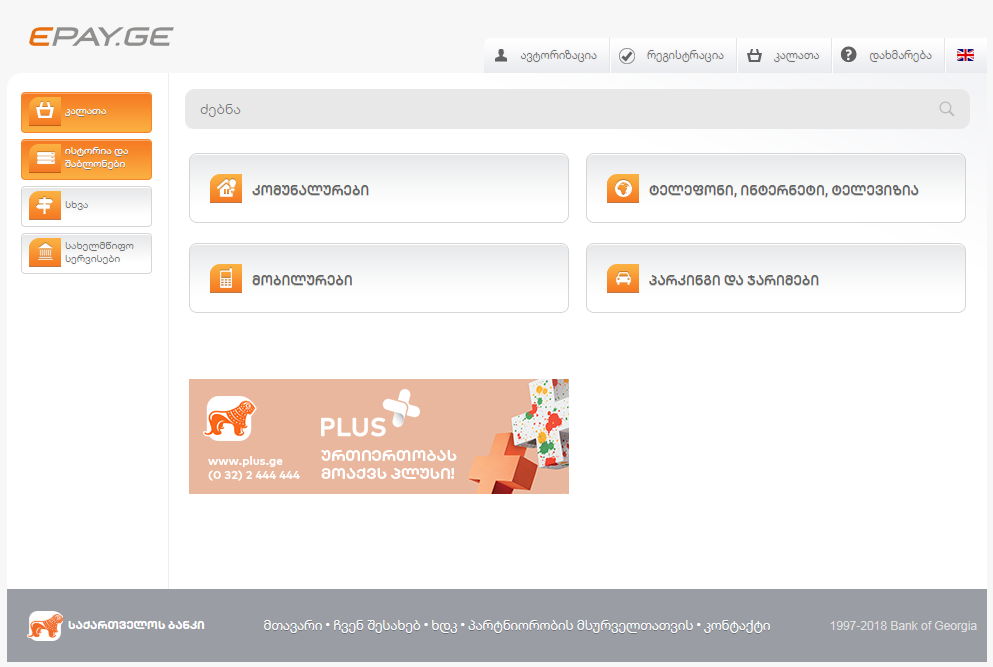 EPAY.GE
ავტორიზაცია
რეგისტრაცია
კალათა
დახმარება
კალათა
ისტორია და
შაბლონები
სხვა
სახელმწიფო
სერვისები
ძებნა
კომუნალურები
ტელეფონი, ინტერნეტი, ტელევიზია
მობილურები
პარკინგი და ჯარიმები
PLUS
www.plus.ge
(0 32) 2 444 444
ურთიერთობას
მოაქვს პლუსი!
საქართველოს ბანკი
მთავარი • ჩვენ შესახებ • ხდკ • პარტნიორობის მსურველთათვის • კონტაქტი
1997-2018 Bank of Georgia